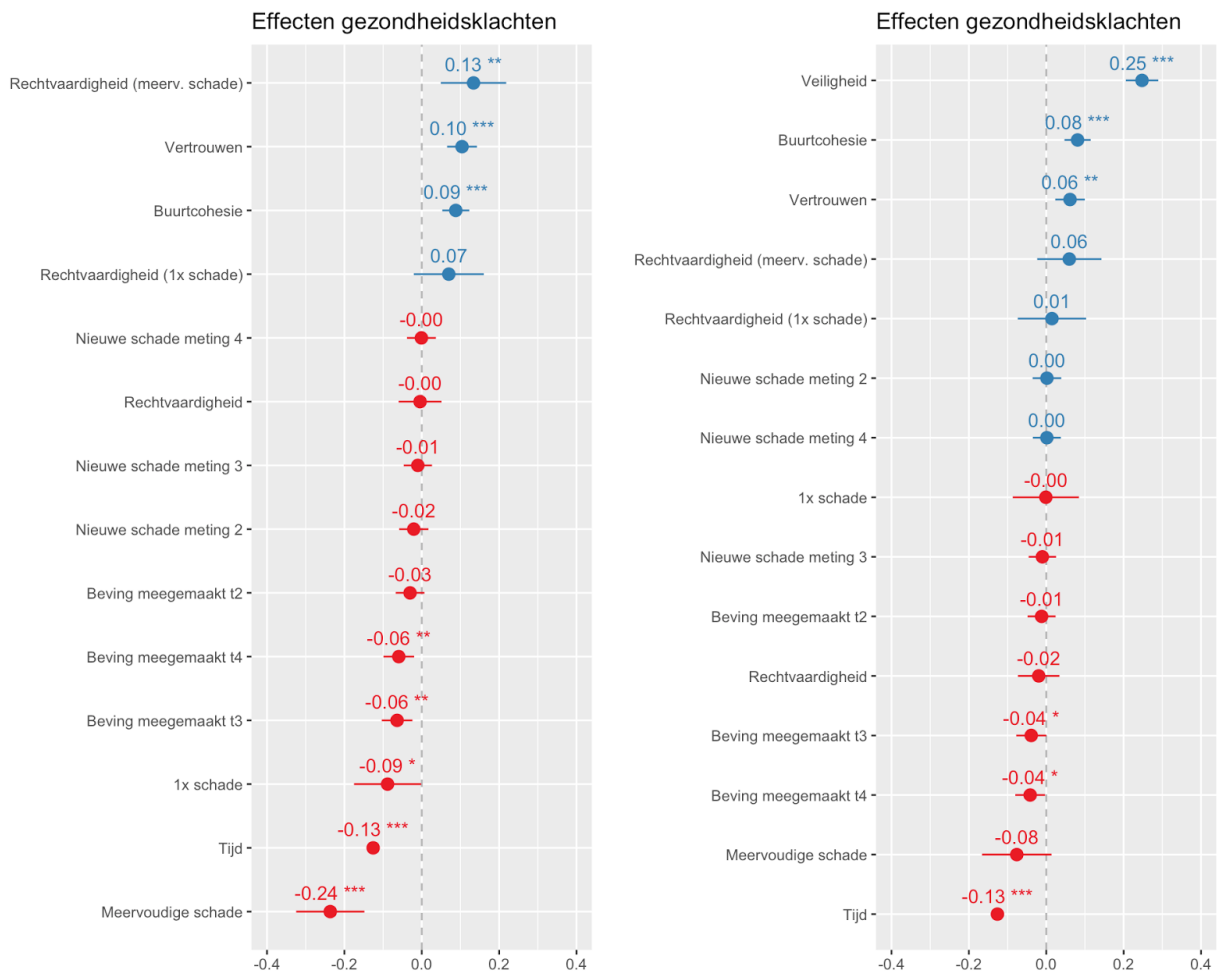 Effecten gezondheidsklachten
Rechtvaardigheid (meerv. schade)
0.13 **
Vertrouwen
0.10 ***
Buurtcohesie
0.09 ***
Rechtvaardigheid (1x schade)
0.07
Nieuwe schade meting 4
-0.00
Rechtvaardigheid
-0.00
Nieuwe schade meting 3
-0.01
Nieuwe schade meting 2
-0.02
Beving meegemaakt t2
-0.03
Beving meegemaakt t4
-0.06 **
Beving meegemaakt t3
-0.06 **
1x schade
-0.09 *
Tijd
-0.13 ***
Meervoudige schade
-0.24 ***
-0.4 -0.2 0.0 0.2 0.4
Effecten gezondheidsklachten
Veiligheid
0.25 ***
Buurtcohesie
0.08 ***
Vertrouwen
0.06 **
Rechtvaardigheid (meerv. schade)
0.06
Rechtvaardigheid (1x schade)
0.01
Nieuwe schade meting 2
0.00
Nieuwe schade meting 4
0.00
1x schade
-0.00
Nieuwe schade meting 3
-0.01
Beving meegemaakt t2
-0.01
Rechtvaardigheid
-0.02
Beving meegemaakt t3
-0.04 *
Beving meegemaakt t4
-0.04 *
Meervoudige schade
-0.08
Tijd
-0.13 ***
-0.4 -0.2 0.0 0.2 0.4